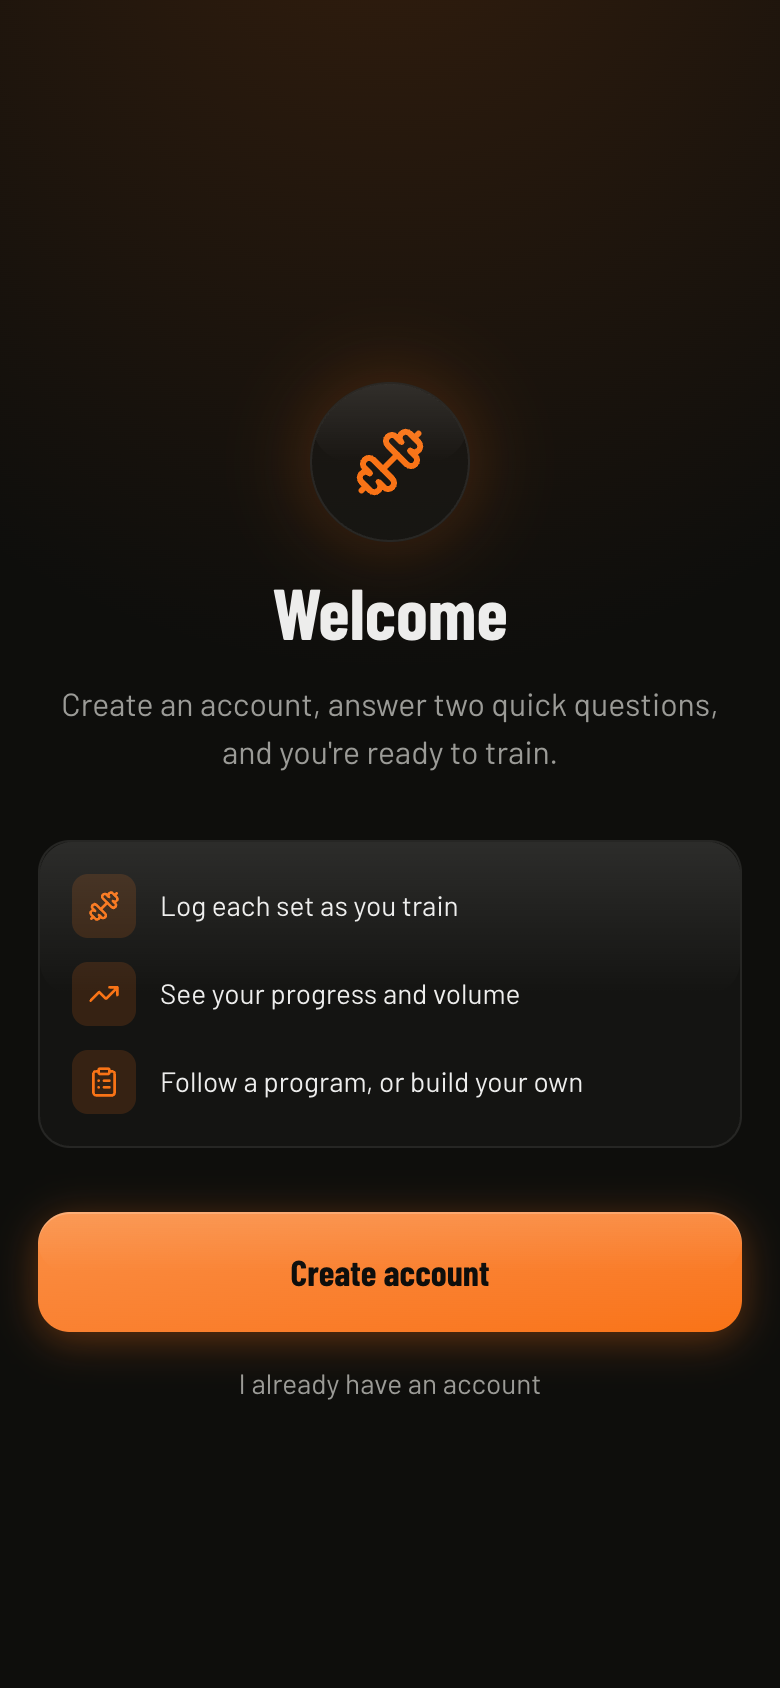 Welcome
Create an account, answer two quick questions,
and you're ready to train.
Log each set as you train
See your progress and volume
Follow a program, or build your own
Create account
I already have an account